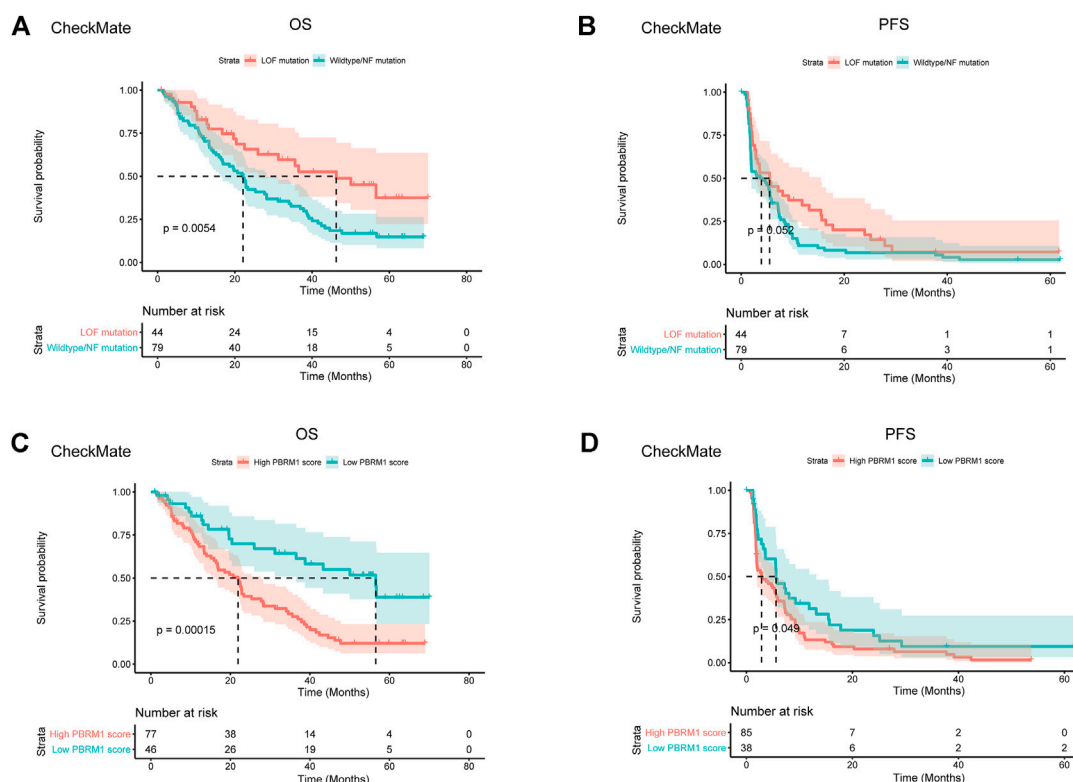 A
CheckMate
OS
Strata LOF mutation Wildtype/NF mutation
Survival probability
1.00
0.75
0.50
0.25
0.00
p = 0.0054
0 20 40 60 80
Time (Months)
Number at risk
Strata
LOF mutation 44 24 15 4 0
Wildtype/NF mutation 79 40 18 5 0
0 20 40 60 80
Time (Months)
B
CheckMate
PFS
Strata LOF mutation Wildtype/NF mutation
Survival probability
1.00
0.75
0.50
0.25
0.00
p = 0.052
0 20 40 60
Time (Months)
Number at risk
Strata
LOF mutation 44 7 1 1
Wildtype/NF mutation 79 6 3 1
0 20 40 60
Time (Months)
C
CheckMate
OS
Strata High PBRM1 score Low PBRM1 score
Survival probability
1.00
0.75
0.50
0.25
0.00
p = 0.00015
0 20 40 60 80
Time (Months)
Number at risk
Strata
High PBRM1 score 77 38 14 4 0
Low PBRM1 score 46 26 19 5 0
0 20 40 60 80
Time (Months)
D
CheckMate
PFS
Strata High PBRM1 score Low PBRM1 score
Survival probability
1.00
0.75
0.50
0.25
0.00
p = 0.049
0 20 40 60
Time (Months)
Number at risk
Strata
High PBRM1 score 85 7 2 0
Low PBRM1 score 38 6 2 2
0 20 40 60
Time (Months)